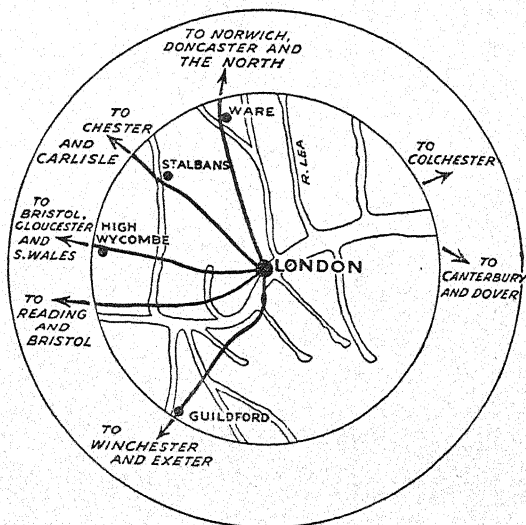 TO NORWICH,
DONCASTER AND
THE NORTH
WARE
TO
CHESTER
AND
CARLISLE
STALBANS
R. LEA
TO
COLCHESTER
TO
BRISTOL,
GLOUCESTER
AND
S. WALES
HIGH
WYCOMBE
LONDON
TO
CANTERBURY
AND DOVER
TO
READING
AND
BRISTOL
GUILDFORD
TO
WINCHESTER
AND EXETER